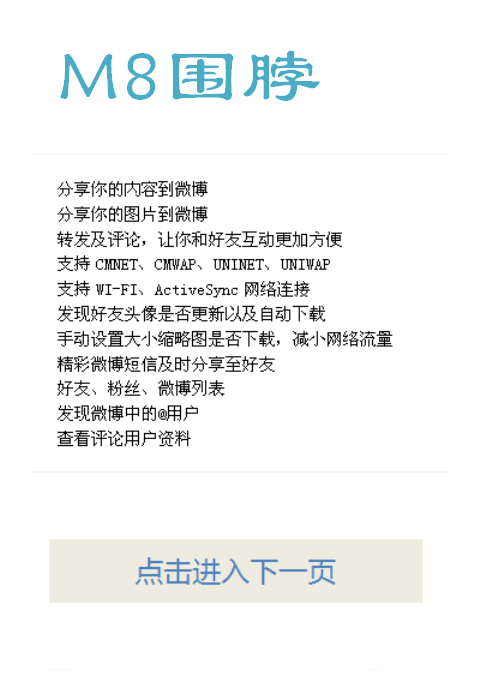 M8围脖
分享你的内容到微博
分享你的图片到微博
转发及评论，让你和好友互动更加方便
支持 CMNET、CMWAP、UNINET、UNIWAP
支持 WI-FI、ActiveSync 网络连接
发现好友头像是否更新以及自动下载
手动设置大小缩略图是否下载，减小网络流量
精彩微博短信及时分享至好友
好友、粉丝、微博列表
发现微博中的@用户
查看评论用户资料
点击进入下一页